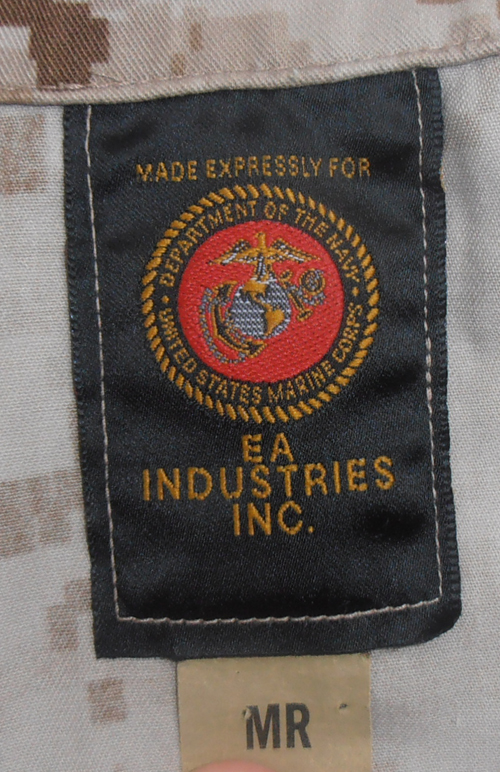 MADE EXPRESSLY FOR
DEPARTMENT OF THE NAVY
UNITED STATES MARINE CORPS
EA
INDUSTRIES
INC.
MR